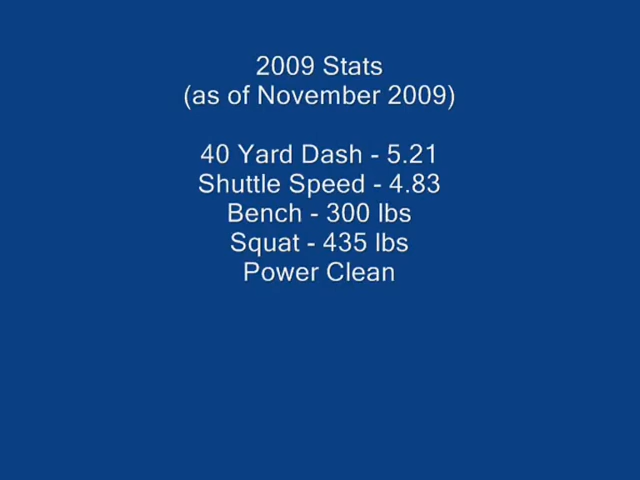 2009 Stats
(as of November 2009)
40 Yard Dash - 5.21
Shuttle Speed - 4.83
Bench - 300 lbs
Squat - 435 lbs
Power Clean